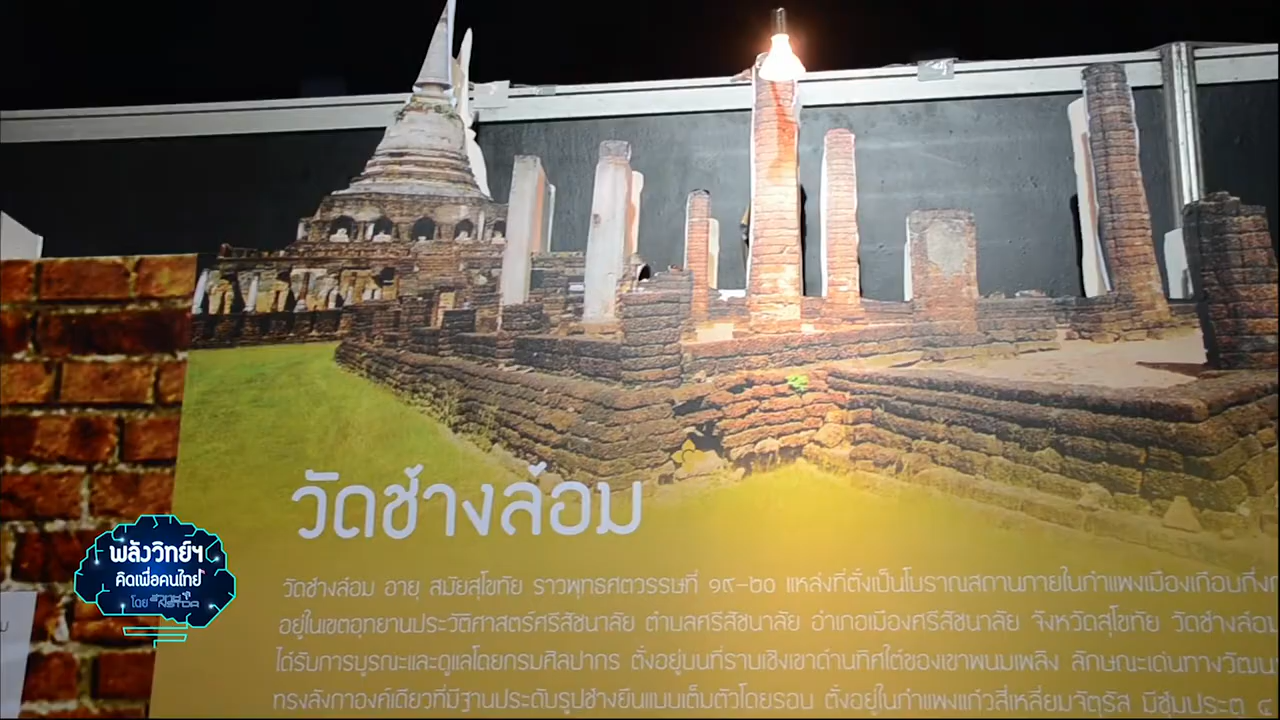 วัดช้างล้อม
วัดช้างล้อม อายุ สมัยสุโขทัย ราวพุทธศตวรรษที่ ๑๙-๒๐ แหล่งที่ตั้งเป็นโบราณสถานภายในกำแพงเมืองเกือบกึ่ง
อยู่ในเขตอุทยานประวัติศาสตร์ศรีสัชนาลัย ตำบลศรีสัชนาลัย อำเภอเมืองศรีสัชนาลัย จังหวัดสุโขทัย วัดช้างล้อม
ได้รับการบูรณะและดูแลโดยกรมศิลปากร ตั้งอยู่บนที่ราบเชิงเขาด้านทิศใต้ของเขาพนมเพลิง ลักษณะเด่นทางวัฒน
ทรงลังกาองค์เดียวที่มีฐานประดับรูปช้างยืนแบบเต็มตัวโดยรอบ ตั้งอยู่ในกำแพงแก้วสี่เหลี่ยมจัตุรัส มีซุ้มประตู ๔
พลังวิทย์ฯ
คิดเพื่อคนไทย
โดย สวทช NSTDA